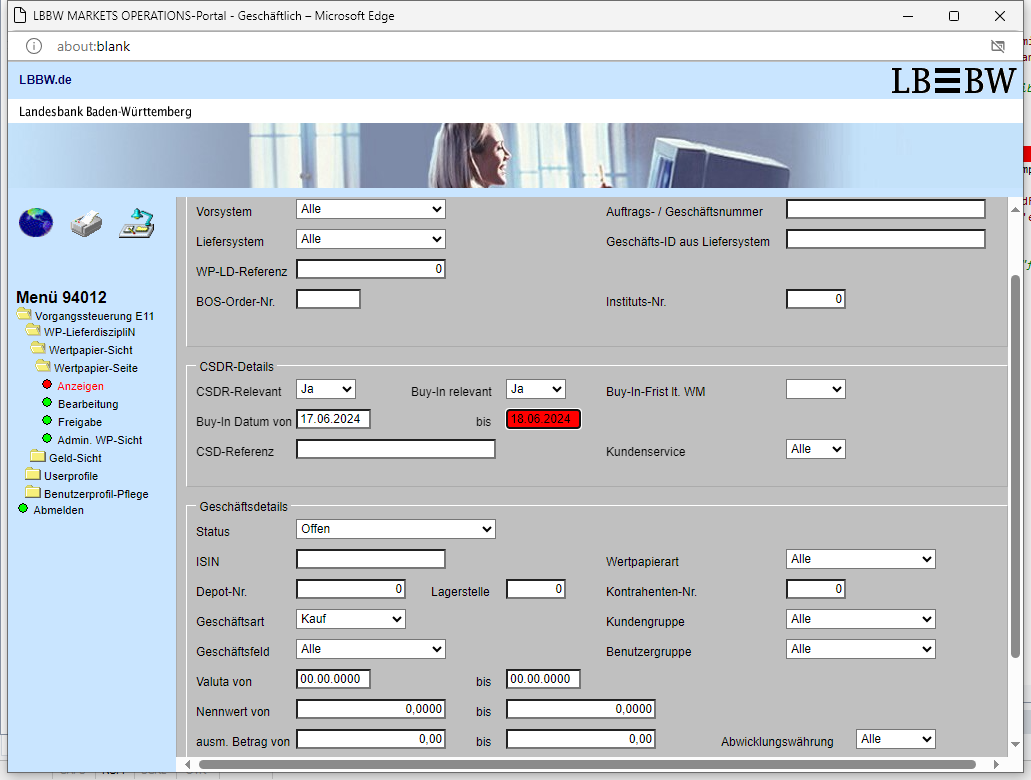 LBBW MARKETS OPERATIONS-Portal - Geschäftlich – Microsoft Edge
about:blank
LBBW.de
LBBW
Landesbank Baden-Württemberg
Menü 94012
Vorgangssteuerung E11
WP-LieferdiszipliN
Wertpapier-Sicht
Wertpapier-Seite
Anzeigen
Bearbeitung
Freigabe
Admin. WP-Sicht
Geld-Sicht
Userprofile
Benutzerprofil-Pflege
Abmelden
Vorsystem Alle Auftrags- / Geschäftsnummer
Liefersystem Alle Geschäfts-ID aus Liefersystem
WP-LD-Referenz 0
BOS-Order-Nr. Instituts-Nr. 0
CSDR-Details
CSDR-Relevant Ja Buy-In relevant Ja Buy-In-Frist lt. WM
Buy-In Datum von 17.06.2024 bis 18.06.2024
CSD-Referenz Kundenservice Alle
Geschäftsdetails
Status Offen
ISIN Wertpapierart Alle
Depot-Nr. 0 Lagerstelle 0 Kontrahenten-Nr. 0
Geschäftsart Kauf Kundengruppe Alle
Geschäftsfeld Alle Benutzergruppe Alle
Valuta von 00.00.0000 bis 00.00.0000
Nennwert von 0,0000 bis 0,0000
ausm. Betrag von 0,00 bis 0,00 Abwicklungswährung Alle